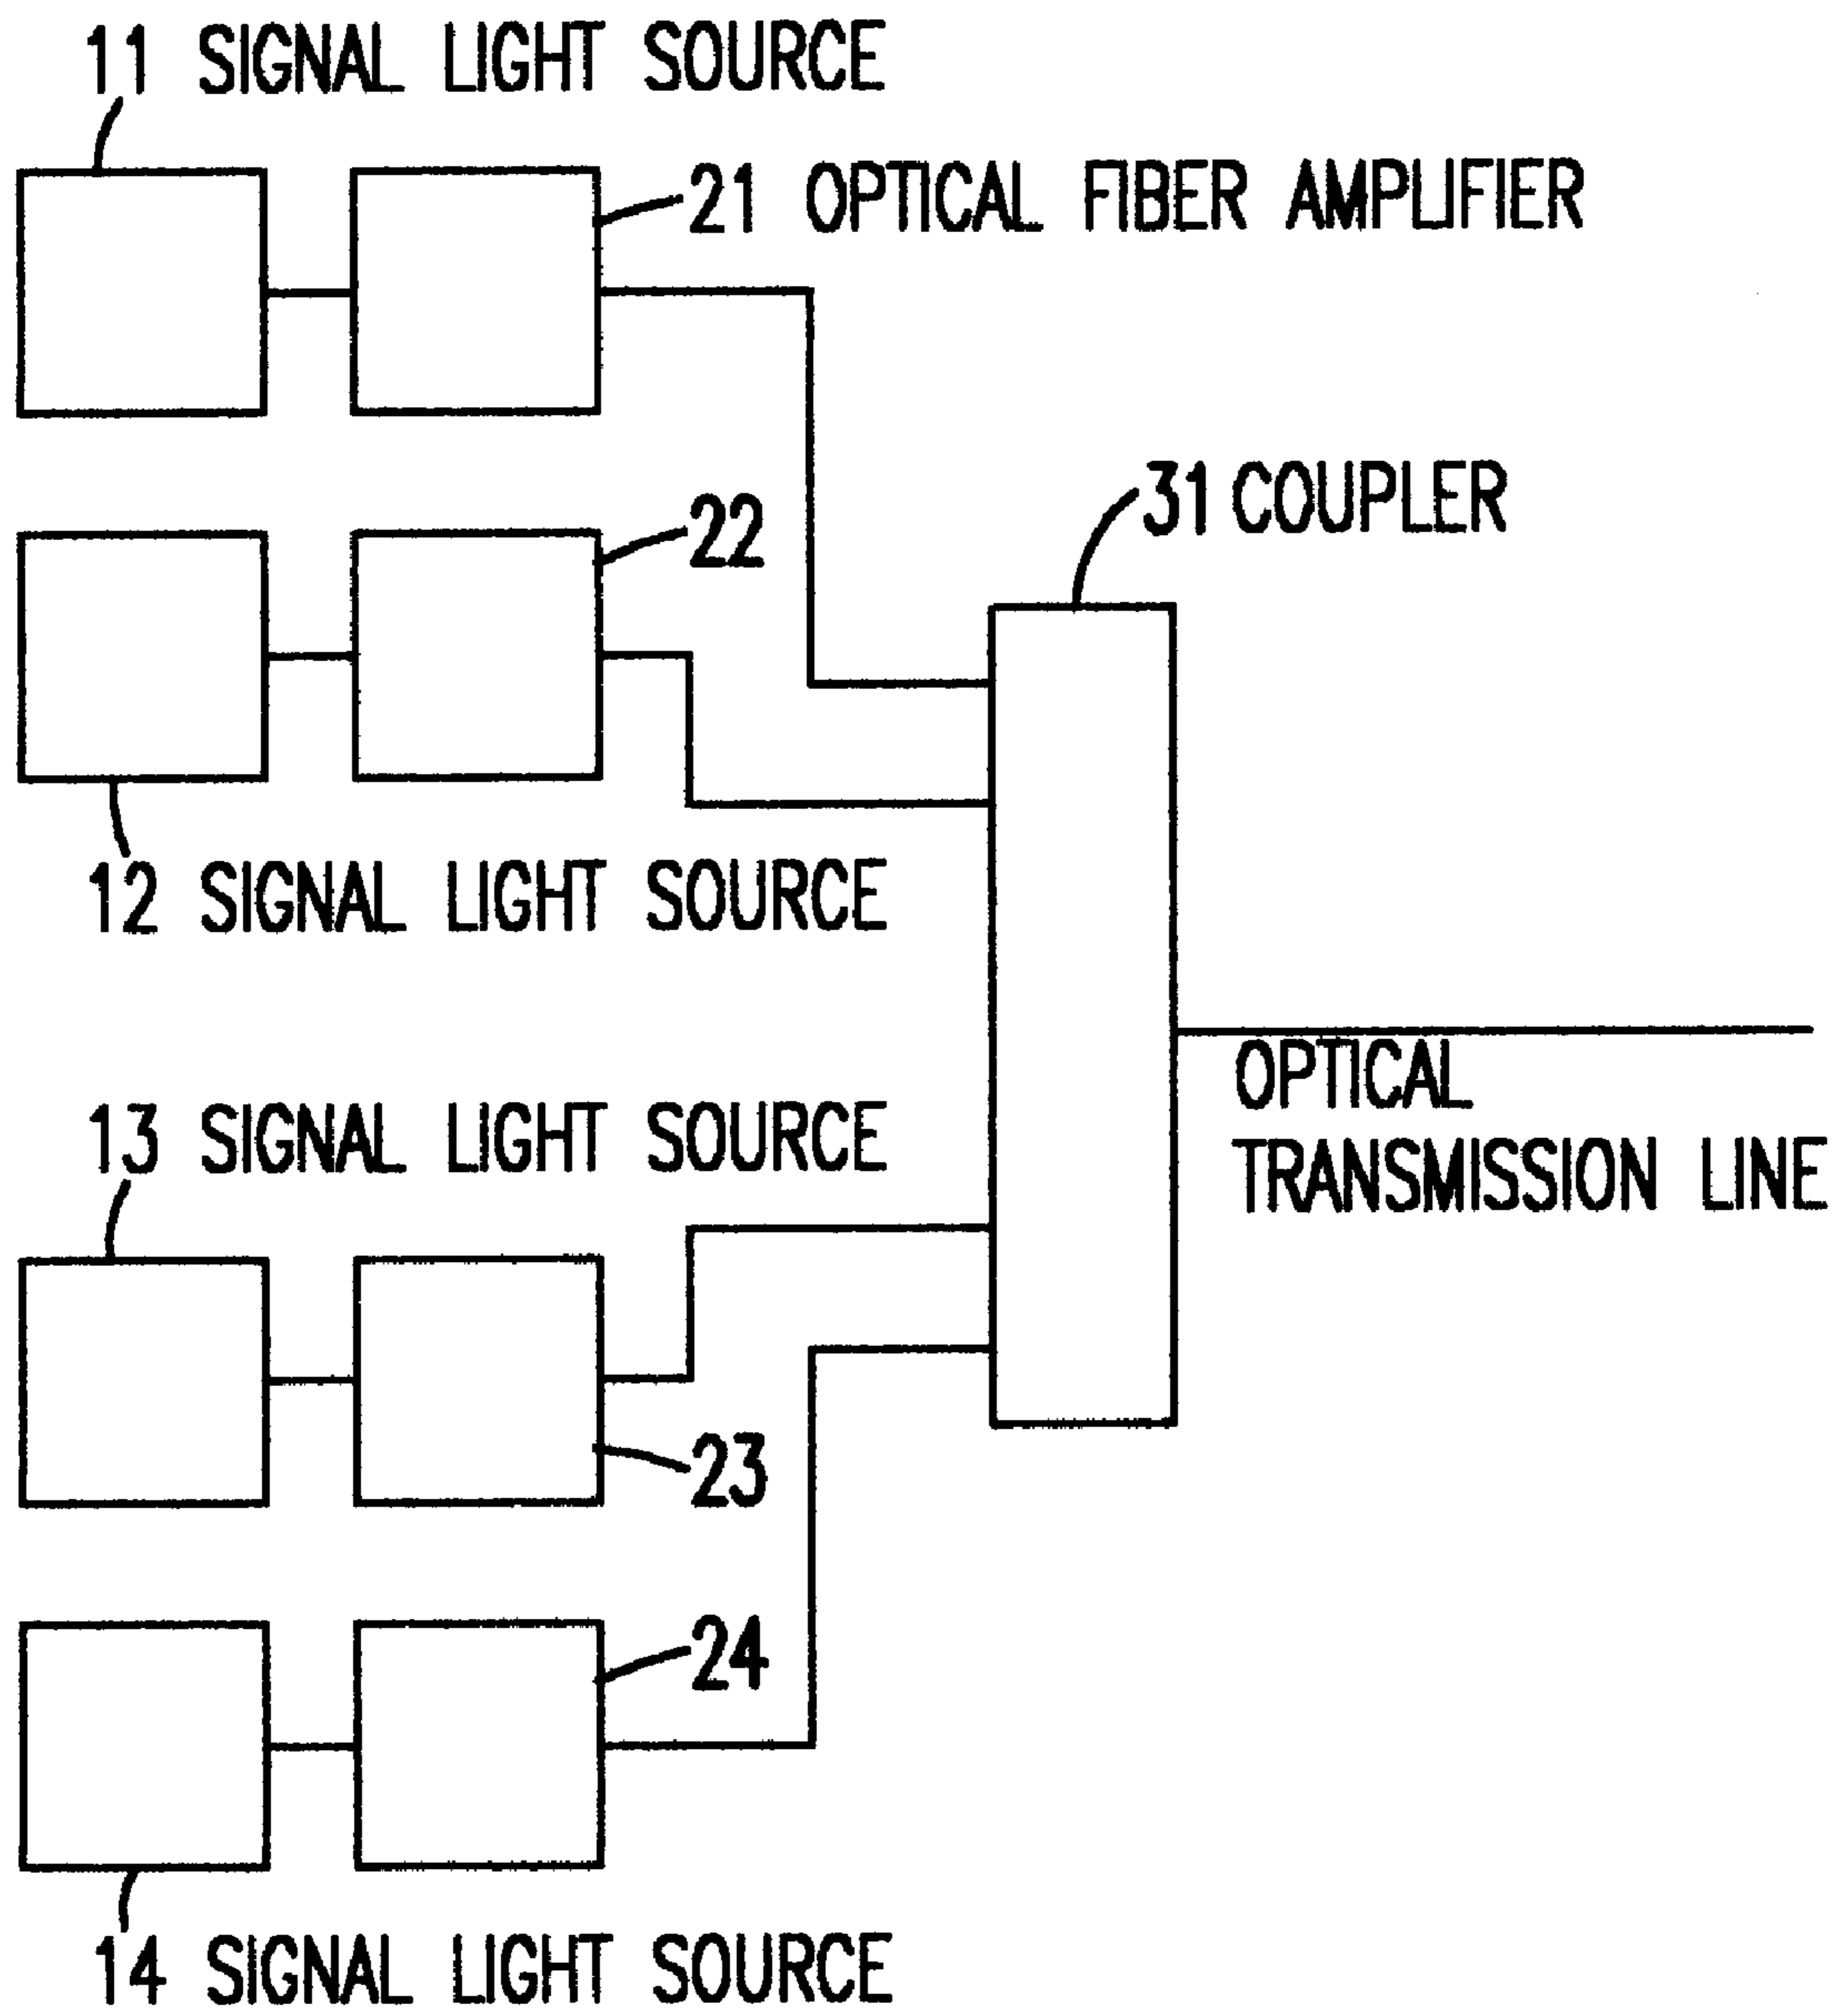 11 SIGNAL LIGHT SOURCE
21 OPTICAL FIBER AMPLIFIER
31 COUPLER
22
12 SIGNAL LIGHT SOURCE
OPTICAL
TRANSMISSION LINE
13 SIGNAL LIGHT SOURCE
23
24
14 SIGNAL LIGHT SOURCE